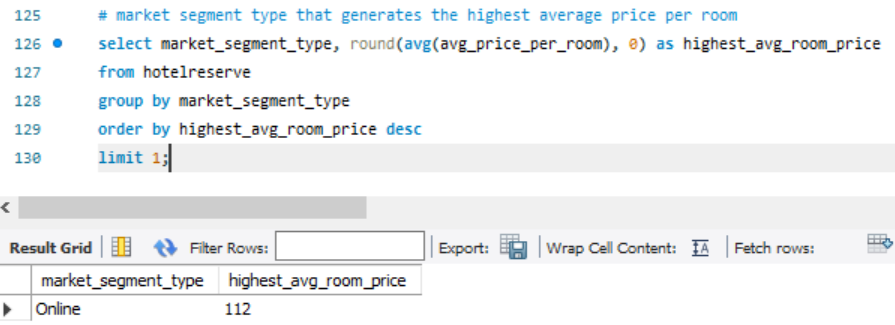 125 # market segment type that generates the highest average price per room
126 select market_segment_type, round(avg(avg_price_per_room), 0) as highest_avg_room_price
127 from hotelreserve
128 group by market_segment_type
129 order by highest_avg_room_price desc
130 limit 1;
Result Grid Filter Rows: Export: Wrap Cell Content: IA Fetch rows:
market_segment_type highest_avg_room_price
Online 112